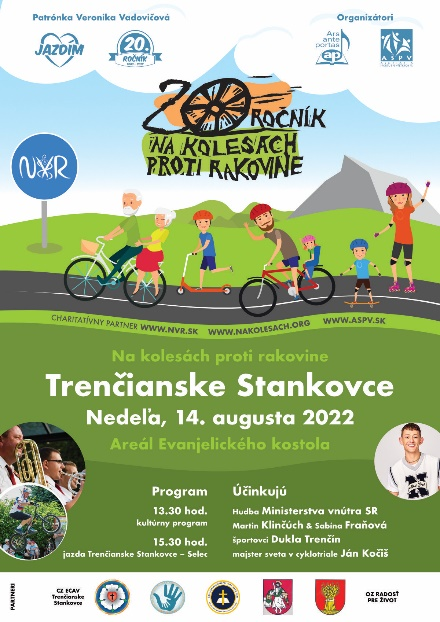 Patrónka Veronika Vadovičová
Organizátori
JAZDÍM
20.
ROČNÍK
Ars
ante
portas
ap
ASPV
20 ROČNÍK
NA KOLESÁCH
PROTI RAKOVINE
N R
CHARITATÍVNY PARTNER WWW.NVR.SK WWW.NAKOLESACH.ORG WWW.ASPV.SK
Na kolesách proti rakovine
Trenčianske Stankovce
Nedeľa, 14. augusta 2022
Areál Evanjelického kostola
Program
13.30 hod.
kultúrny program
15.30 hod.
jazda Trenčianske Stankovce – Selec
Účinkujú
Hudba Ministerstva vnútra SR
Martin Klinčúch & Sabína Fraňová
športovci Dukla Trenčín
majster sveta v cyklotriale Ján Kočiš
PARTNERI
CZ ECAV
Trenčianske
Stankovce
OZ RADOSŤ
PRE ŽIVOT